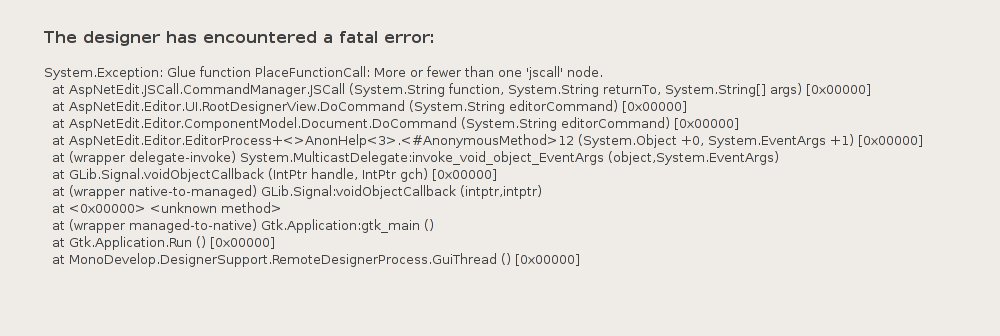 The designer has encountered a fatal error:
System.Exception: Glue function PlaceFunctionCall: More or fewer than one 'jscall' node.
at AspNetEdit.JSCall.CommandManager.JSCall (System.String function, System.String returnTo, System.String[] args) [0x00000]
at AspNetEdit.Editor.UI.RootDesignerView.DoCommand (System.String editorCommand) [0x00000]
at AspNetEdit.Editor.ComponentModel.Document.DoCommand (System.String editorCommand) [0x00000]
at AspNetEdit.Editor.EditorProcess+<>AnonHelp<3>.<#AnonymousMethod>12 (System.Object +0, System.EventArgs +1) [0x00000]
at (wrapper delegate-invoke) System.MulticastDelegate:invoke_void_object_EventArgs (object,System.EventArgs)
at GLib.Signal.voidObjectCallback (IntPtr handle, IntPtr gch) [0x00000]
at (wrapper native-to-managed) GLib.Signal:voidObjectCallback (intptr,intptr)
at <0x00000> <unknown method>
at (wrapper managed-to-native) Gtk.Application:gtk_main ()
at Gtk.Application.Run () [0x00000]
at MonoDevelop.DesignerSupport.RemoteDesignerProcess.GuiThread () [0x00000]